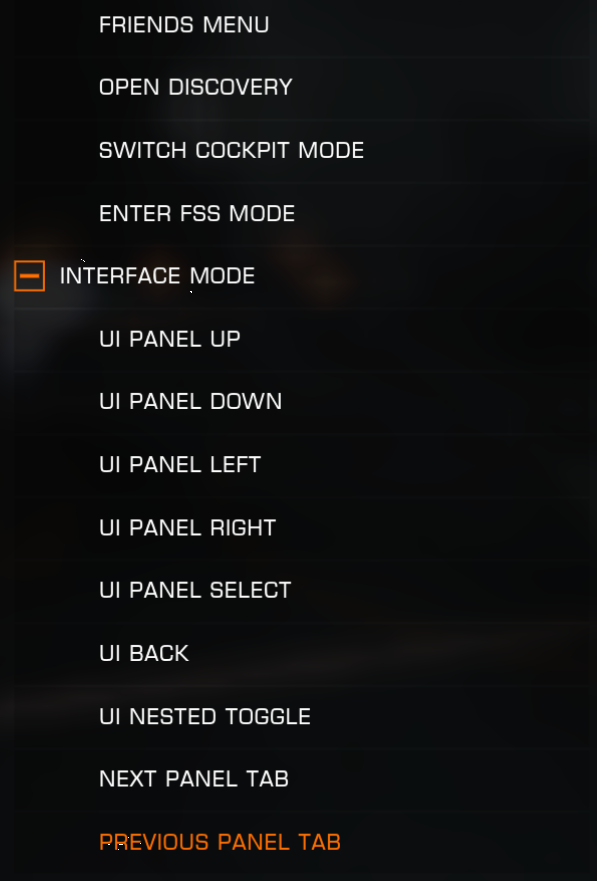 FRIENDS MENU
OPEN DISCOVERY
SWITCH COCKPIT MODE
ENTER FSS MODE
INTERFACE MODE
UI PANEL UP
UI PANEL DOWN
UI PANEL LEFT
UI PANEL RIGHT
UI PANEL SELECT
UI BACK
UI NESTED TOGGLE
NEXT PANEL TAB
PREVIOUS PANEL TAB